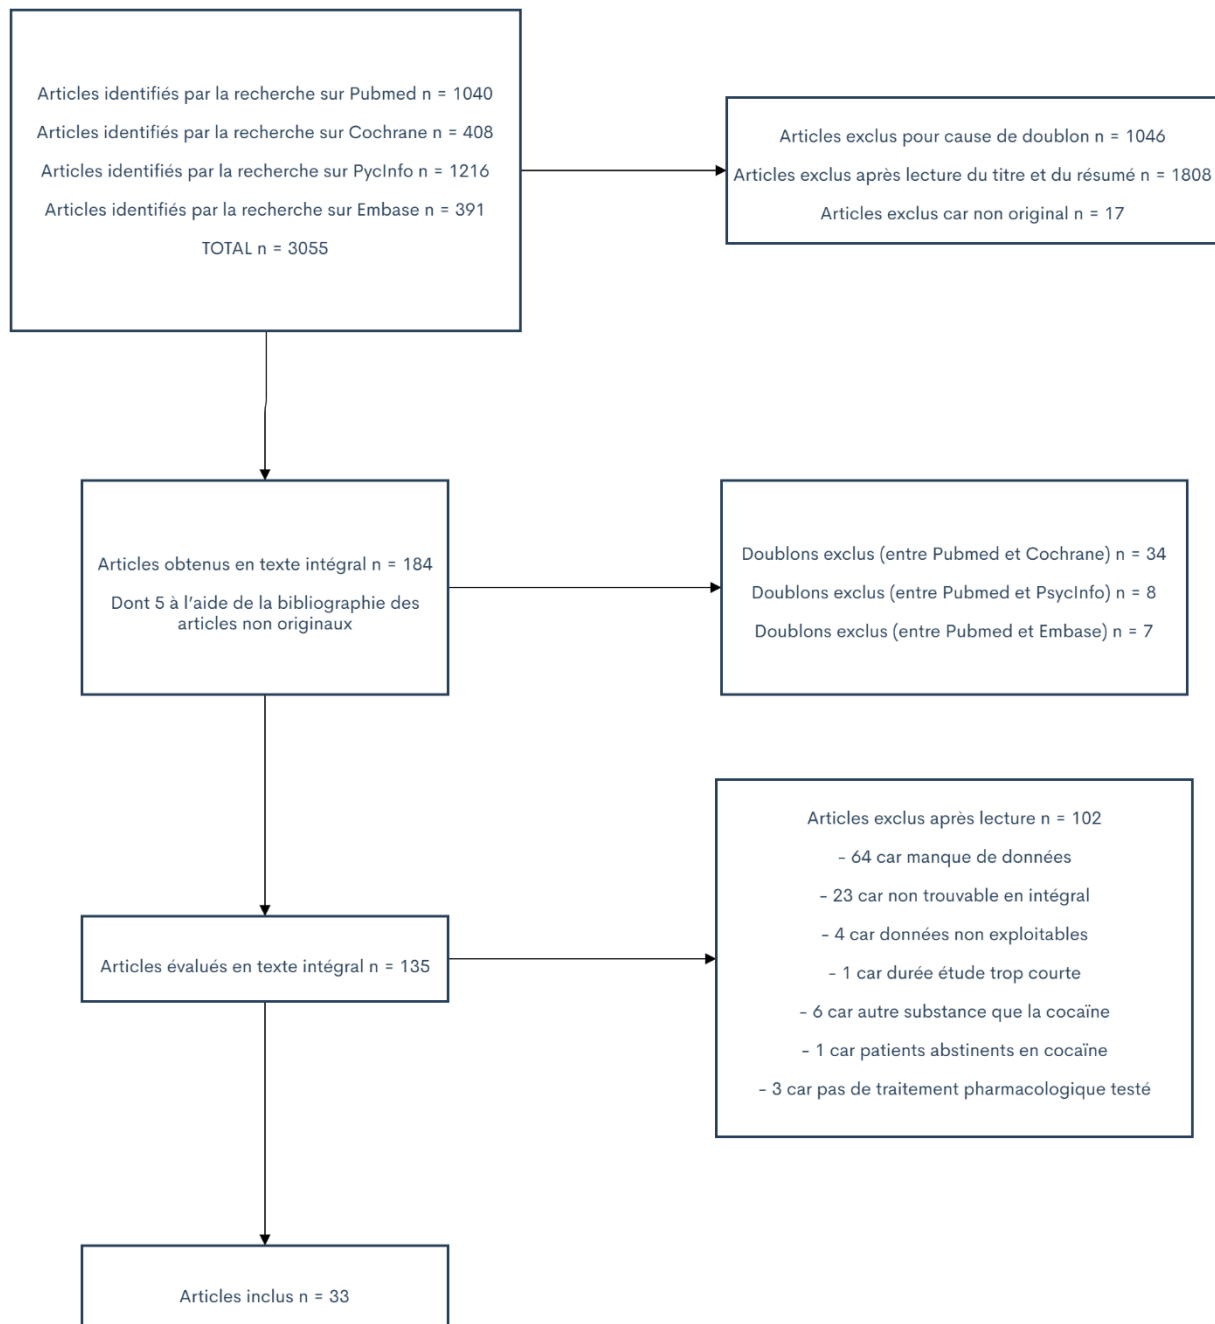 Articles identifiés par la recherche sur Pubmed n = 1040
Articles identifiés par la recherche sur Cochrane n = 408
Articles identifiés par la recherche sur PycInfo n = 1216
Articles identifiés par la recherche sur Embase n = 391
TOTAL n = 3055
Articles exclus pour cause de doublon n = 1046
Articles exclus après lecture du titre et du résumé n = 1808
Articles exclus car non original n = 17
Articles obtenus en texte intégral n = 184
Dont 5 à l'aide de la bibliographie des
articles non originaux
Doublons exclus (entre Pubmed et Cochrane) n = 34
Doublons exclus (entre Pubmed et PsycInfo) n = 8
Doublons exclus (entre Pubmed et Embase) n = 7
Articles évalués en texte intégral n = 135
Articles exclus après lecture n = 102
- 64 car manque de données
- 23 car non trouvable en intégral
- 4 car données non exploitables
- 1 car durée étude trop courte
- 6 car autre substance que la cocaïne
- 1 car patients abstinents en cocaïne
- 3 car pas de traitement pharmacologique testé
Articles inclus n = 33